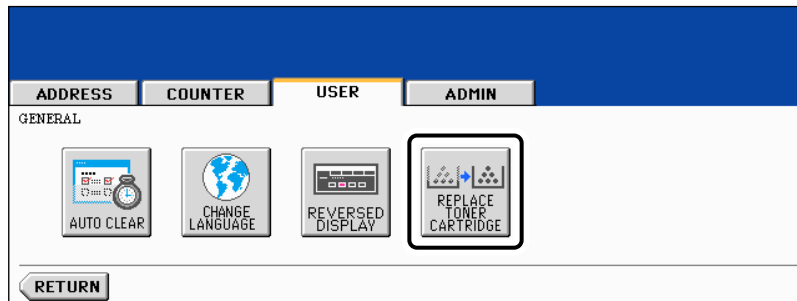 ADDRESS COUNTER USER ADMIN
GENERAL
AUTO CLEAR
CHANGE
LANGUAGE
REVERSED
DISPLAY
REPLACE
TONER
CARTRIDGE
RETURN